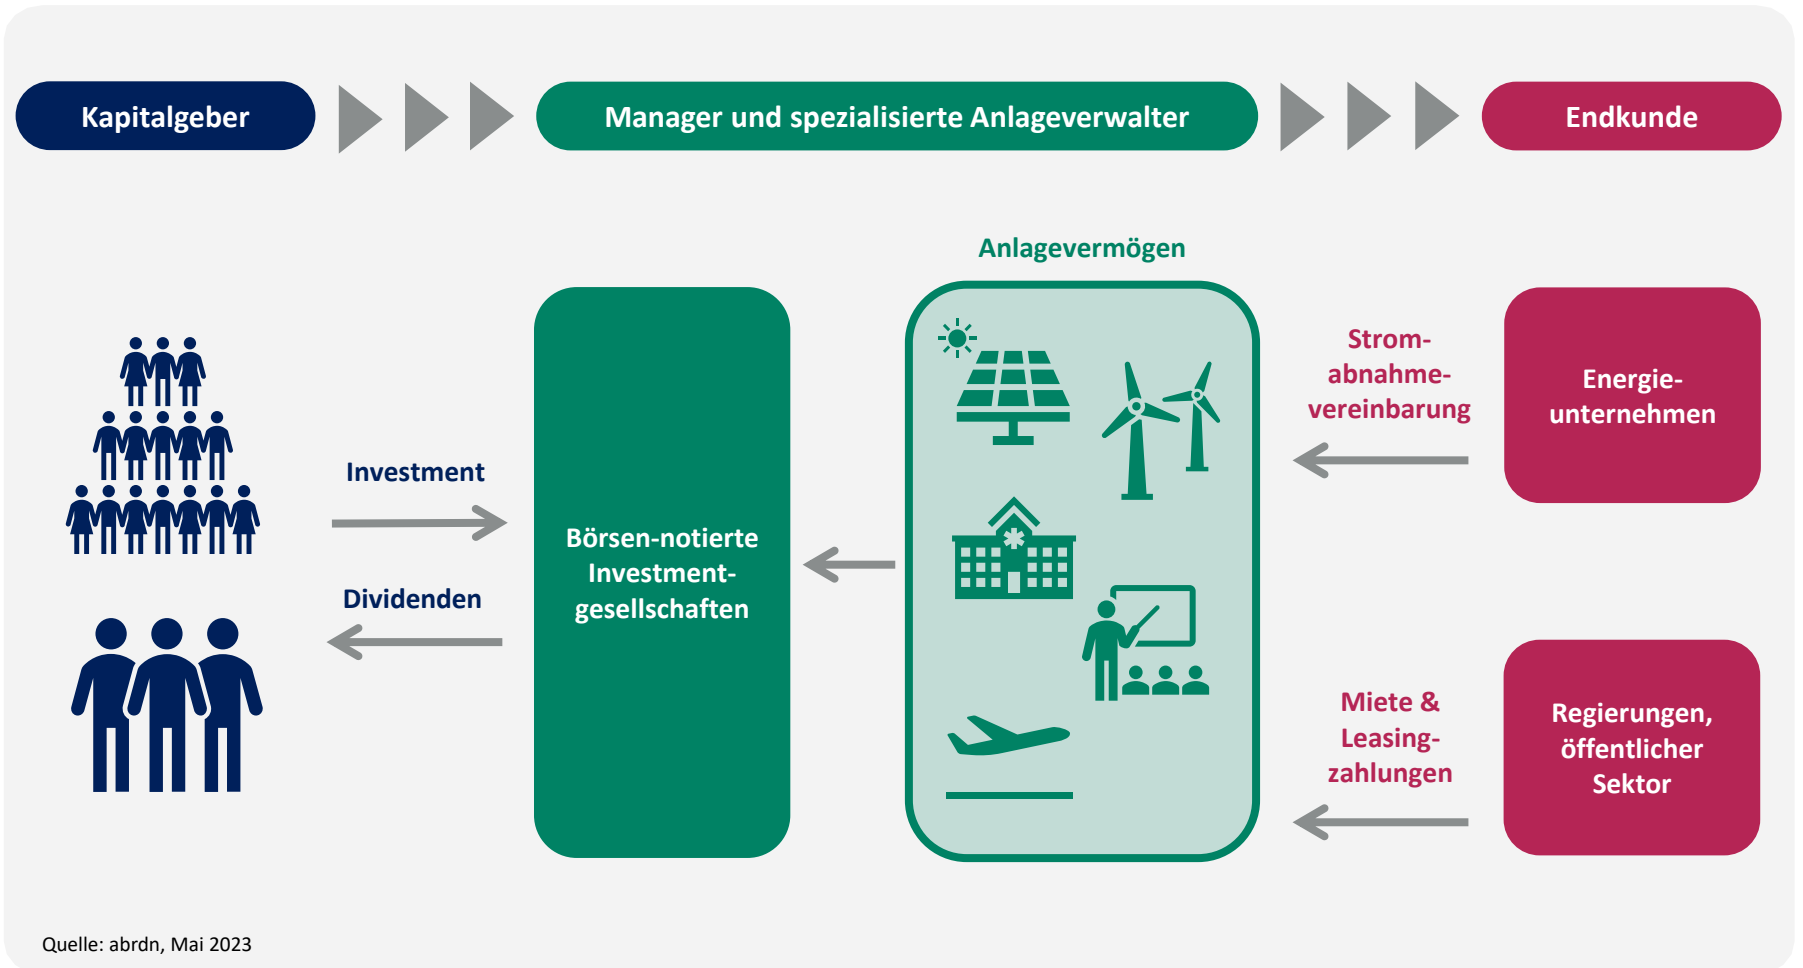 Kapitalgeber
Manager und spezialisierte Anlageverwalter
Endkunde
Anlagevermögen
Investment
Dividenden
Börsen-notierte
Investment-
gesellschaften
Strom-
abnahme-
vereinbarung
Energie-
unternehmen
Miete &
Leasing-
zahlungen
Regierungen,
öffentlicher
Sektor
Quelle: abrdn, Mai 2023